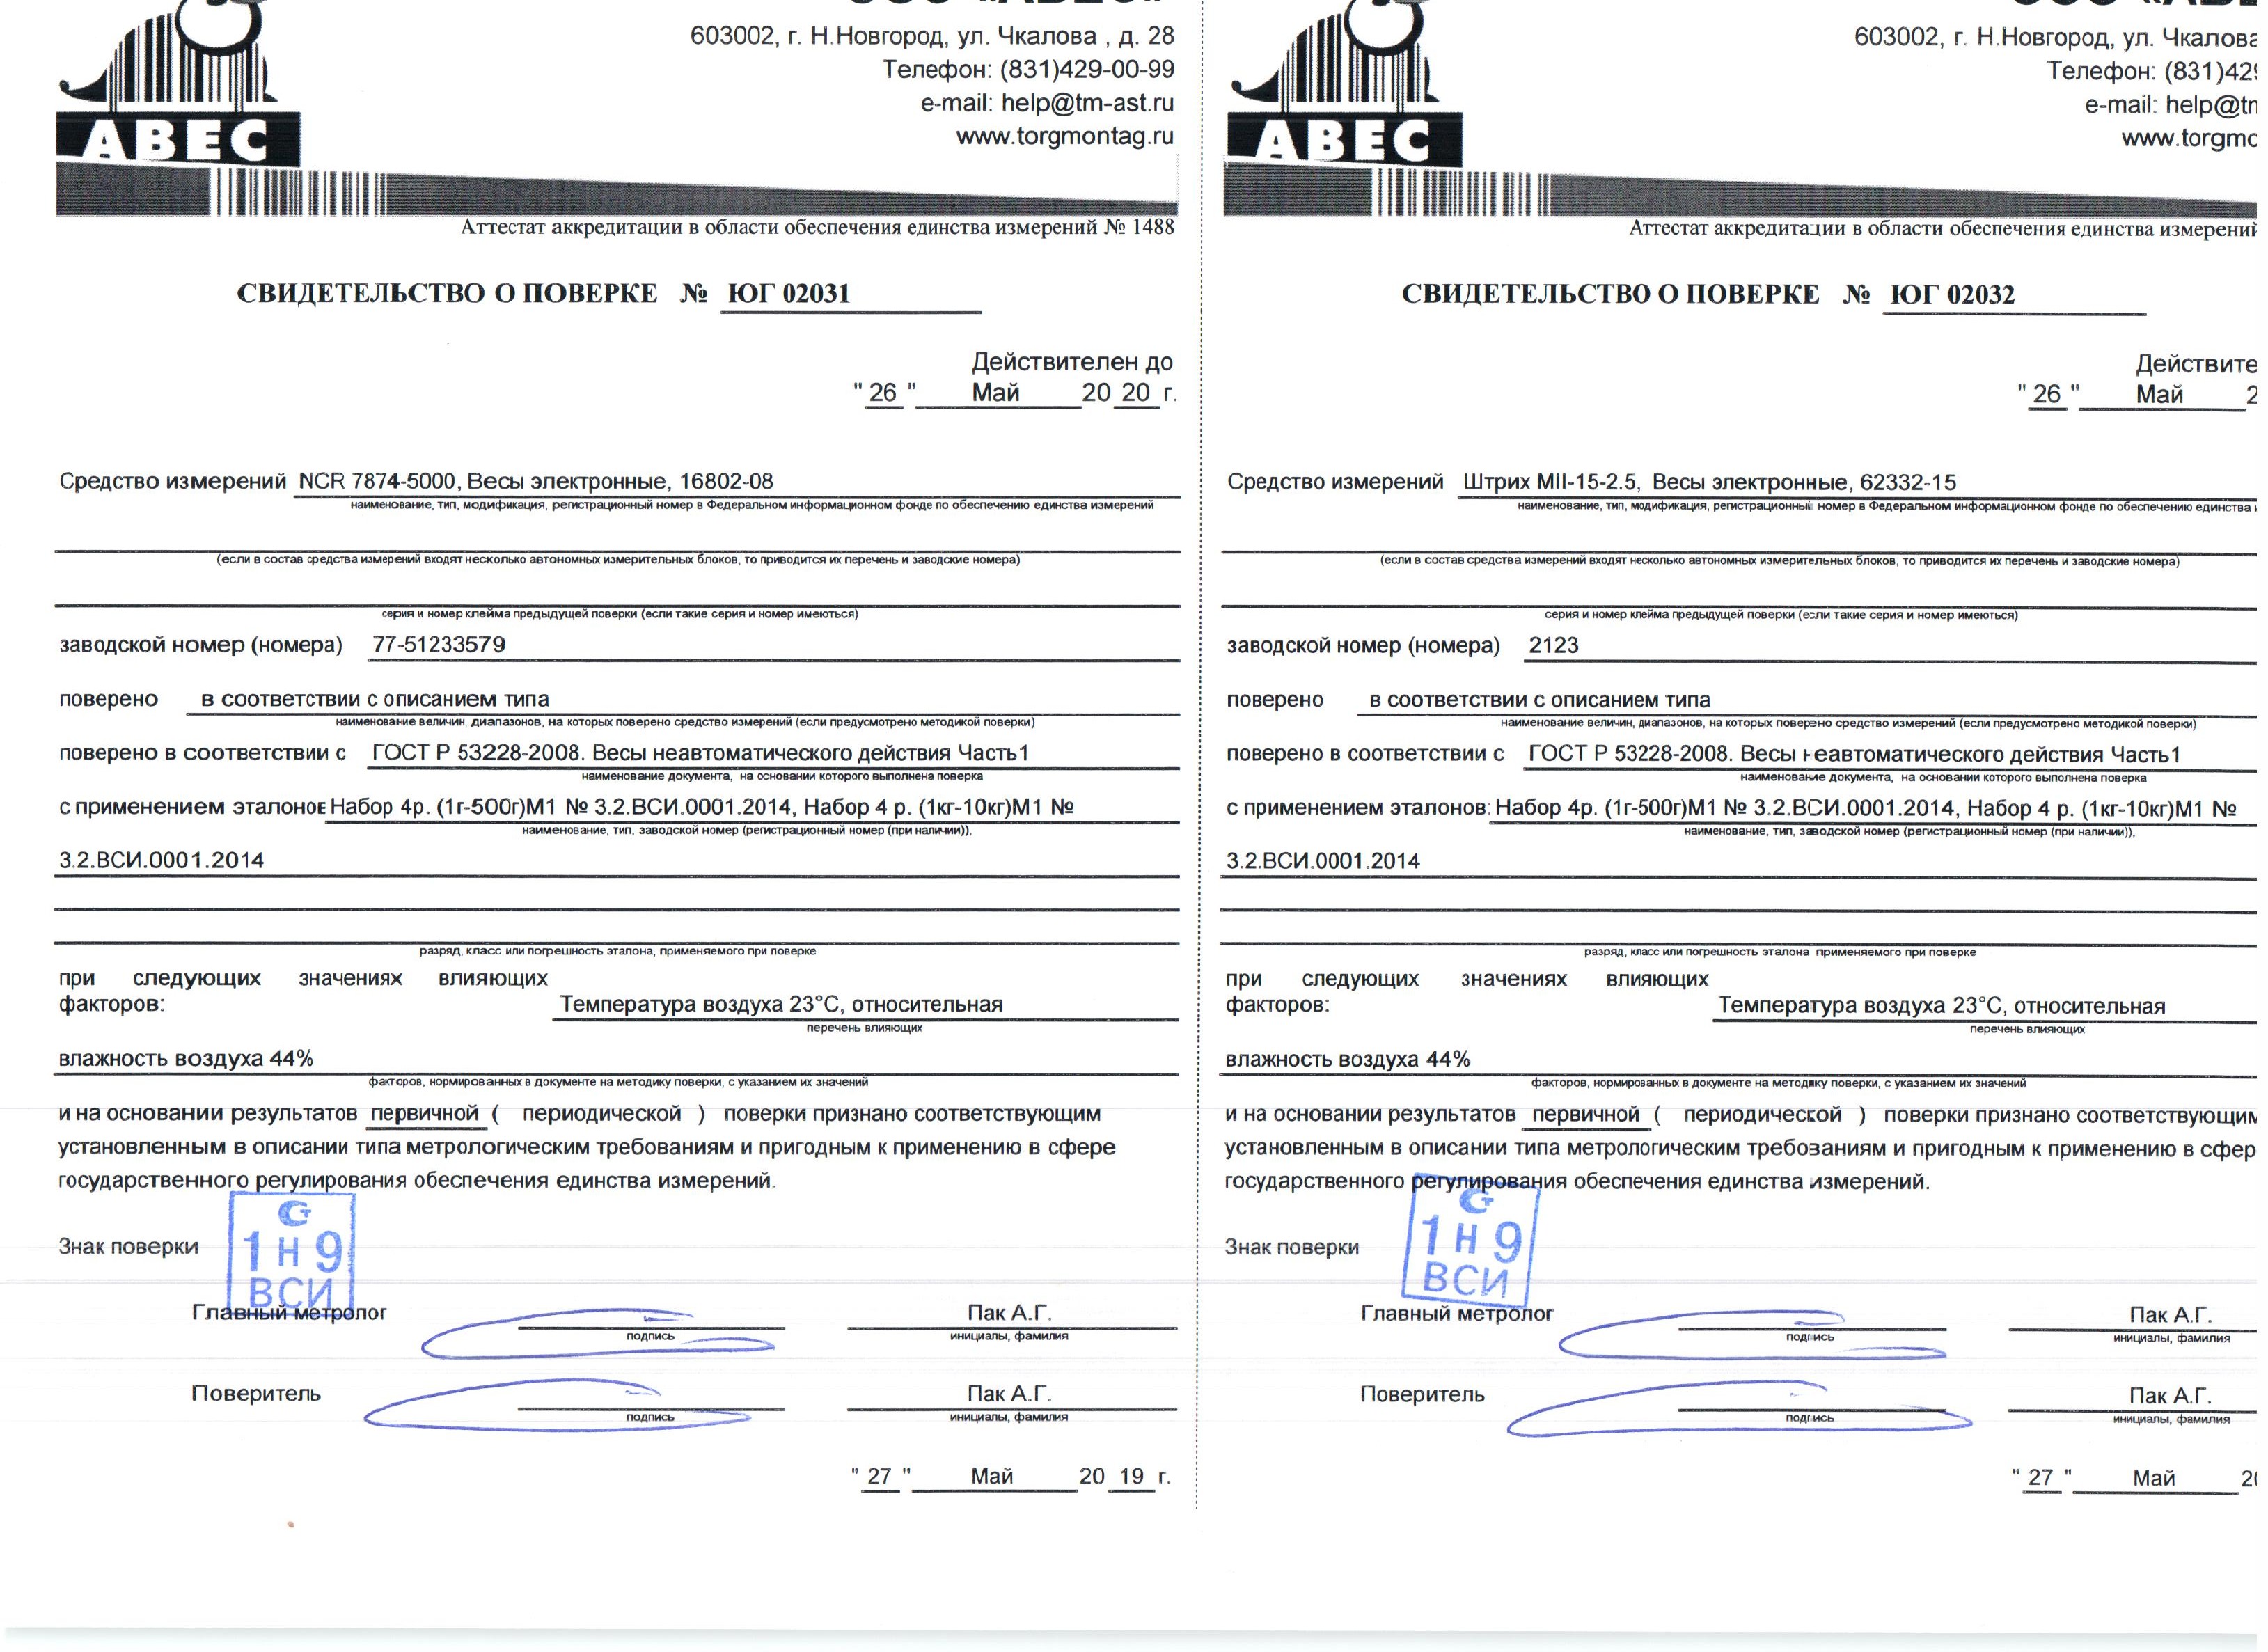 603002, г. Н.Новгород, ул. Чкалова , д. 28
Телефон: (831)429-00-99
e-mail: help@tm-ast.ru
www.torgmontag.ru
АВЕС
Аттестат аккредитации в области обеспечения единства измерений № 1488
СВИДЕТЕЛЬСТВО О ПОВЕРКЕ № ЮГ 02031
Действителен до
" 26 " Май 20 20 г.
Средство измерений NCR 7874-5000, Весы электронные, 16802-08
наименование, тип, модификация, регистрационный номер в Федеральном информационном фонде по обеспечению единства измерений
(если в состав средства измерений входят несколько автономных измерительных блоков, то приводится их перечень и заводские номера)
серия и номер клейма предыдущей поверки (если такие серия и номер имеються)
заводской номер (номера) 77-51233579
поверено в соответствии с описанием типа
наименование величин, диапазонов, на которых поверено средство измерений (если предусмотрено методикой поверки)
поверено в соответствии с ГОСТ Р 53228-2008. Весы неавтоматического действия Часть1
наименование документа, на основании которого выполнена поверка
с применением эталонов Набор 4р. (1г-500г)М1 № 3.2.ВСИ.0001.2014, Набор 4 р. (1кг-10кг)М1 №
наименование, тип, заводской номер (регистрационный номер (при наличии)),
3.2.ВСИ.0001.2014
разряд, класс или погрешность эталона, применяемого при поверке
при следующих значениях влияющих
факторов: Температура воздуха 23°С, относительная
перечень влияющих
влажность воздуха 44%
факторов, нормированных в документе на методику поверки, с указанием их значений
и на основании результатов первичной ( периодической ) поверки признано соответствующим
установленным в описании типа метрологическим требованиям и пригодным к применению в сфере
государственного регулирования обеспечения единства измерений.
Знак поверки
1 Н 9
ВСИ
Главный метролог Пак А.Г.
подпись инициалы, фамилия
Поверитель Пак А.Г.
подпись инициалы, фамилия
" 27 " Май 20 19 г.
603002, г. Н.Новгород, ул. Чкалова
Телефон: (831)429
e-mail: help@tm
www.torgmo
АВЕС
Аттестат аккредитации в области обеспечения единства измерений
СВИДЕТЕЛЬСТВО О ПОВЕРКЕ № ЮГ 02032
Действите
" 26 " Май 2
Средство измерений Штрих МII-15-2.5, Весы электронные, 62332-15
наименование, тип, модификация, регистрационный номер в Федеральном информационном фонде по обеспечению единства
(если в состав средства измерений входят несколько автономных измерительных блоков, то приводится их перечень и заводские номера)
серия и номер клейма предыдущей поверки (если такие серия и номер имеються)
заводской номер (номера) 2123
поверено в соответствии с описанием типа
наименование величин, диапазонов, на которых поверено средство измерений (если предусмотрено методикой поверки)
поверено в соответствии с ГОСТ Р 53228-2008. Весы неавтоматического действия Часть1
наименование документа, на основании которого выполнена поверка
с применением эталонов: Набор 4р. (1г-500г)М1 № 3.2.ВСИ.0001.2014, Набор 4 р. (1кг-10кг)М1 №
наименование, тип, заводской номер (регистрационный номер (при наличии)),
3.2.ВСИ.0001.2014
разряд, класс или погрешность эталона применяемого при поверке
при следующих значениях влияющих
факторов: Температура воздуха 23°С, относительная
перечень влияющих
влажность воздуха 44%
факторов, нормированных в документе на методику поверки, с указанием их значений
и на основании результатов первичной ( периодической ) поверки признано соответствующим
установленным в описании типа метрологическим требованиям и пригодным к применению в сфер
государственного регулирования обеспечения единства измерений.
Знак поверки
1 Н 9
ВСИ
Главный метролог Пак А.Г.
подпись инициалы, фамилия
Поверитель Пак А.Г.
подпись инициалы, фамилия
" 27 " Май 20